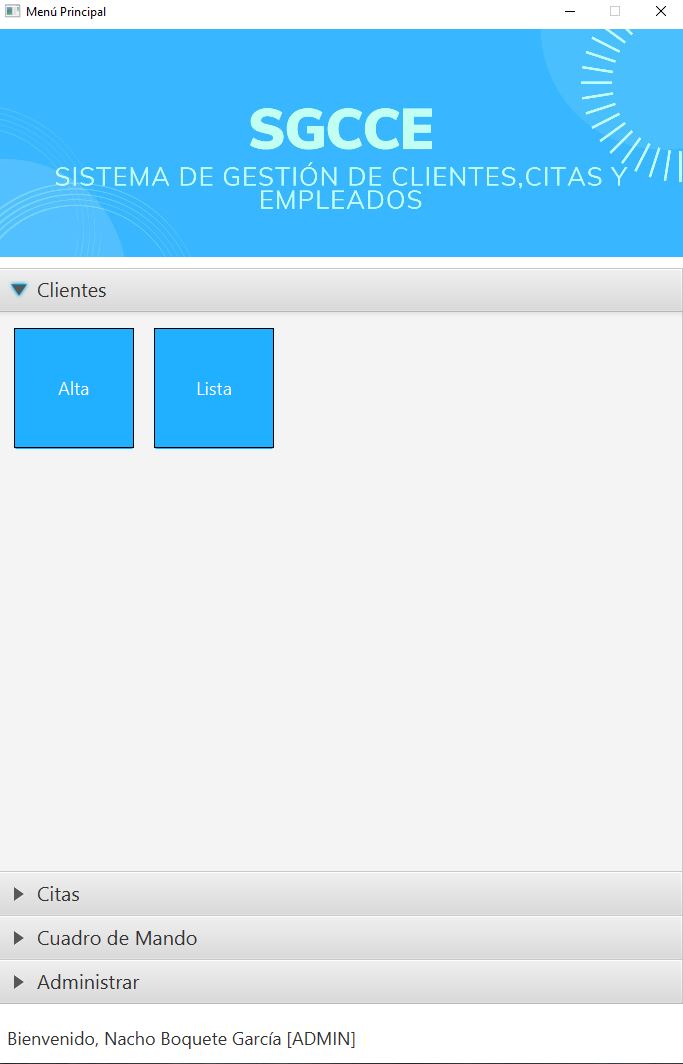 Menú Principal
SGCCE
SISTEMA DE GESTIÓN DE CLIENTES,CITAS Y
EMPLEADOS
Clientes
Alta
Lista
Citas
Cuadro de Mando
Administrar
Bienvenido, Nacho Boquete García [ADMIN]